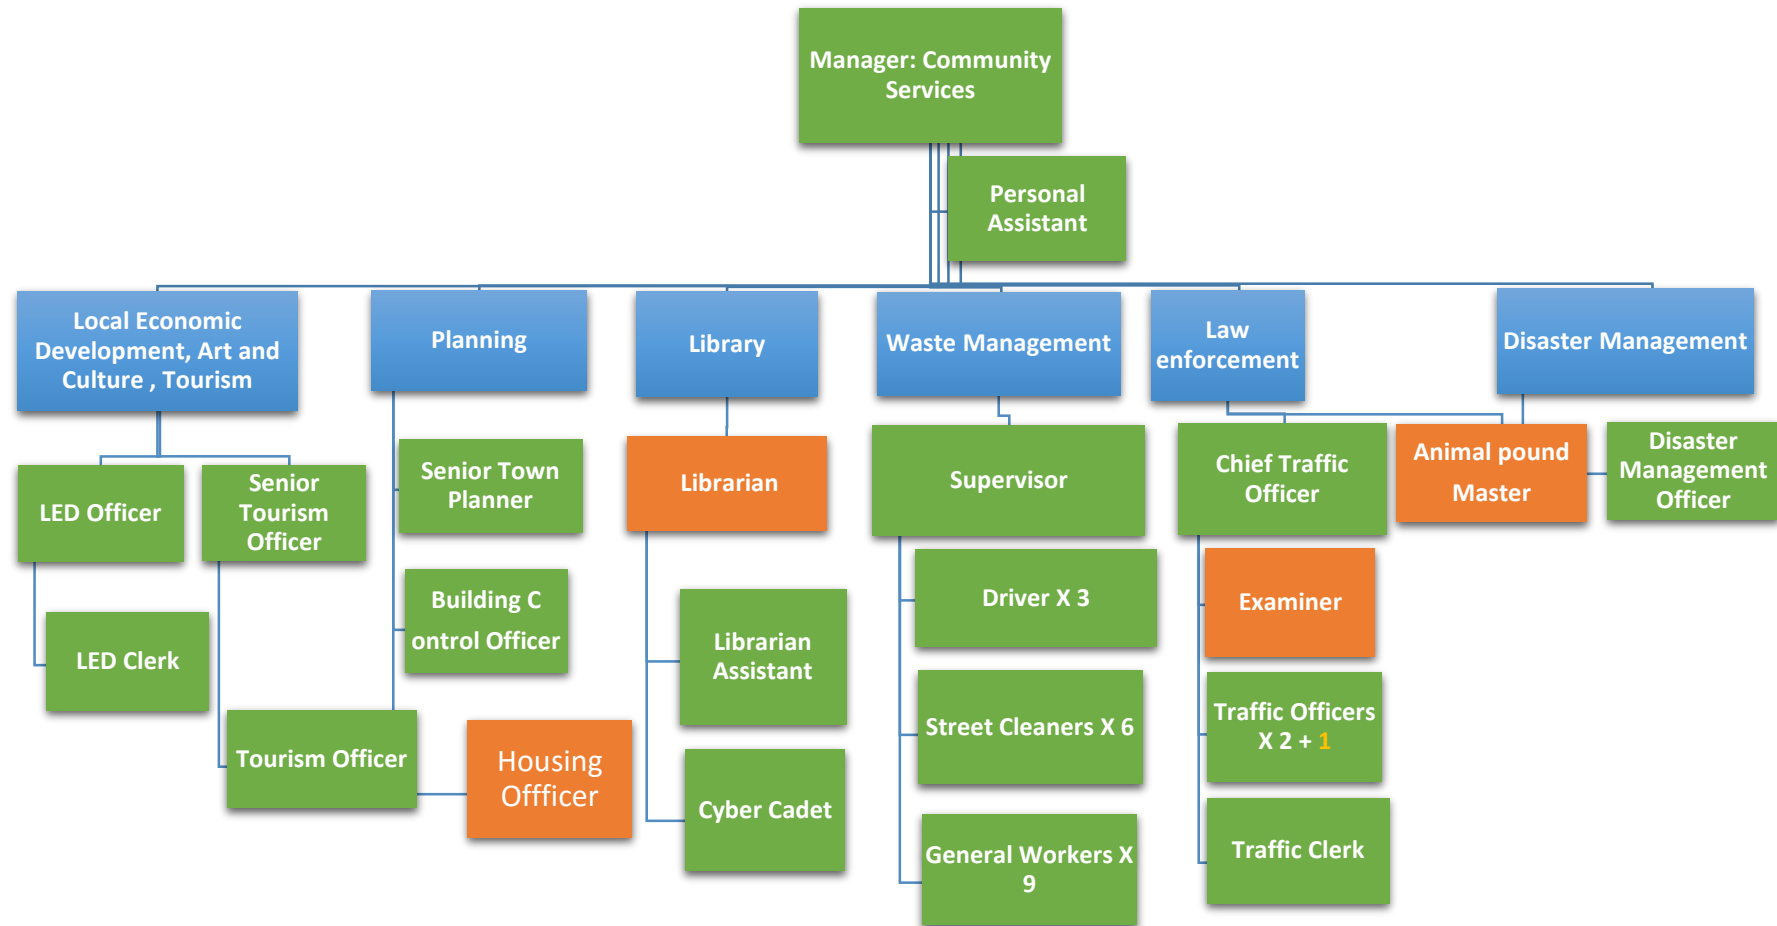 Manager: Community
Services
Personal
Assistant
Local Economic
Development, Art and
Culture , Tourism
Planning
Library
Waste Management
Law
enforcement
Disaster Management
LED Officer
Senior
Tourism
Officer
Senior Town
Planner
Librarian
Supervisor
Chief Traffic
Officer
Animal pound
Master
Disaster
Management
Officer
LED Clerk
Building C
ontrol Officer
Librarian
Assistant
Driver X 3
Examiner
Tourism Officer
Housing
Offficer
Cyber Cadet
Street Cleaners X 6
Traffic Officers
X 2 + 1
General Workers X
9
Traffic Clerk